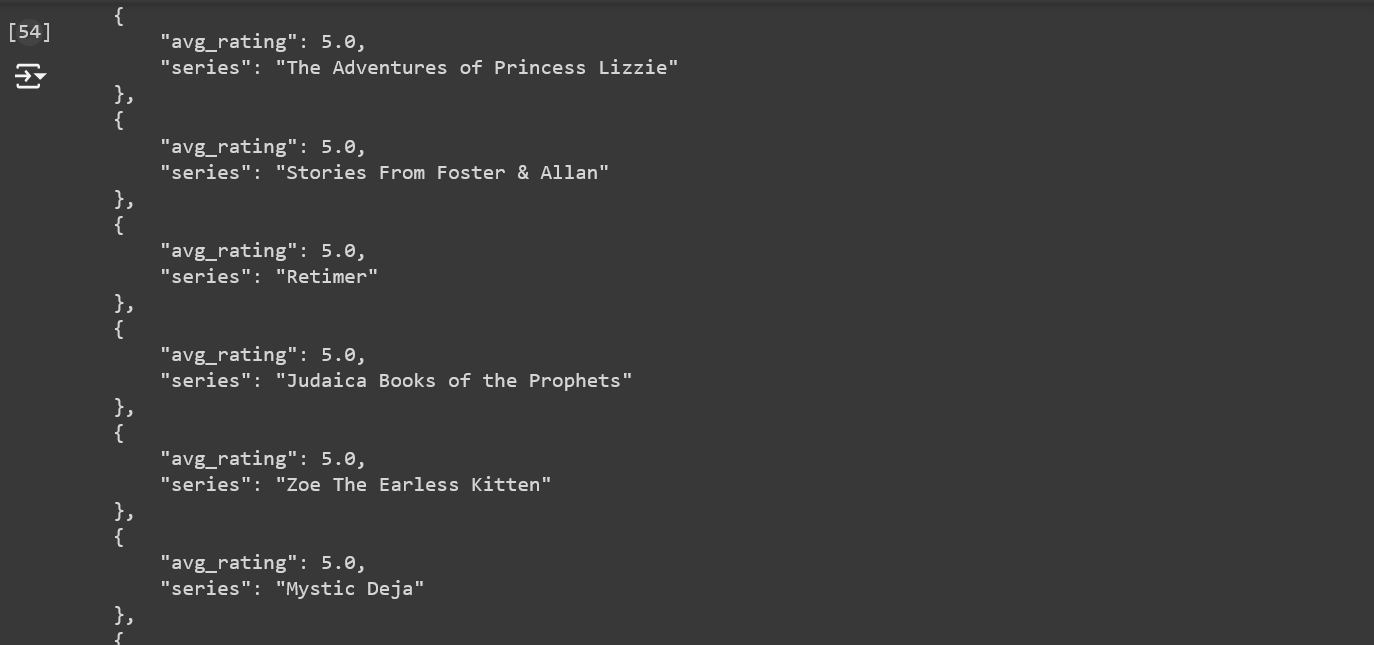 [54]
{
"avg_rating": 5.0,
"series": "The Adventures of Princess Lizzie"
},
{
"avg_rating": 5.0,
"series": "Stories From Foster & Allan"
},
{
"avg_rating": 5.0,
"series": "Retimer"
},
{
"avg_rating": 5.0,
"series": "Judaica Books of the Prophets"
},
{
"avg_rating": 5.0,
"series": "Zoe The Earless Kitten"
},
{
"avg_rating": 5.0,
"series": "Mystic Deja"
},
{